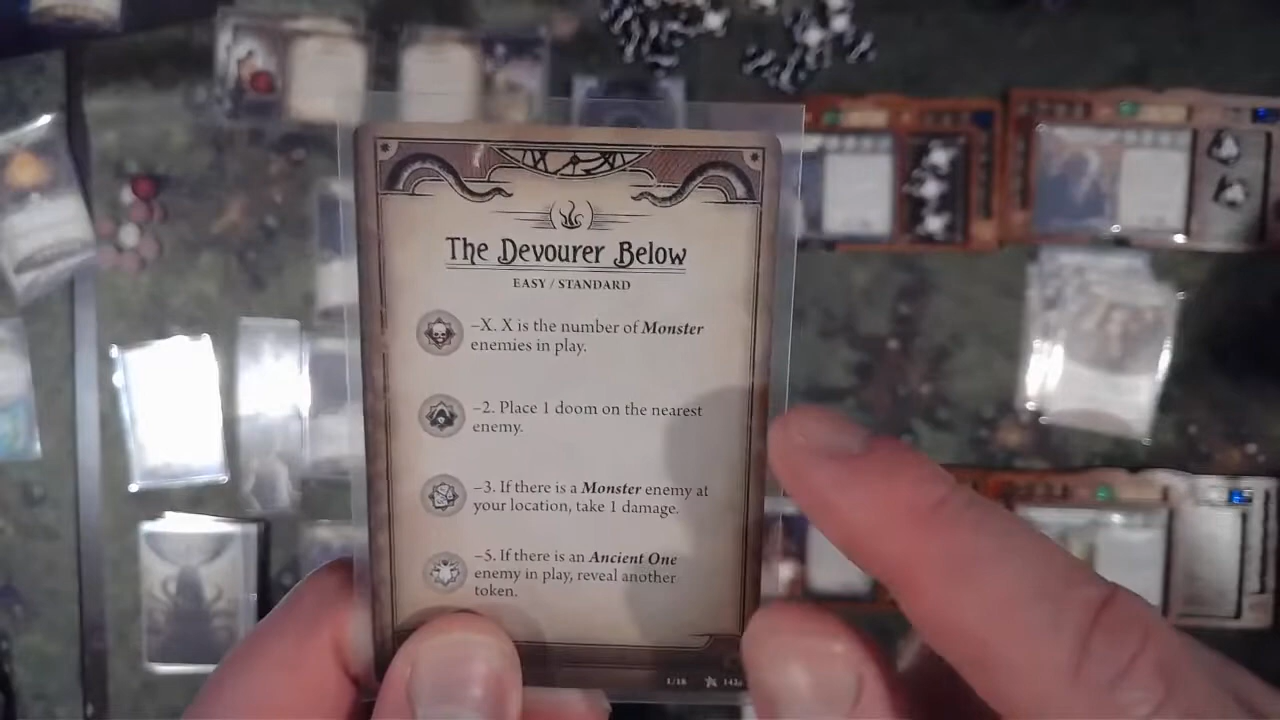 The Devourer Below
EASY / STANDARD
–X. X is the number of Monster
enemies in play.
–2. Place 1 doom on the nearest
enemy.
–3. If there is a Monster enemy at
your location, take 1 damage.
–5. If there is an Ancient One
enemy in play, reveal another
token.
1/18